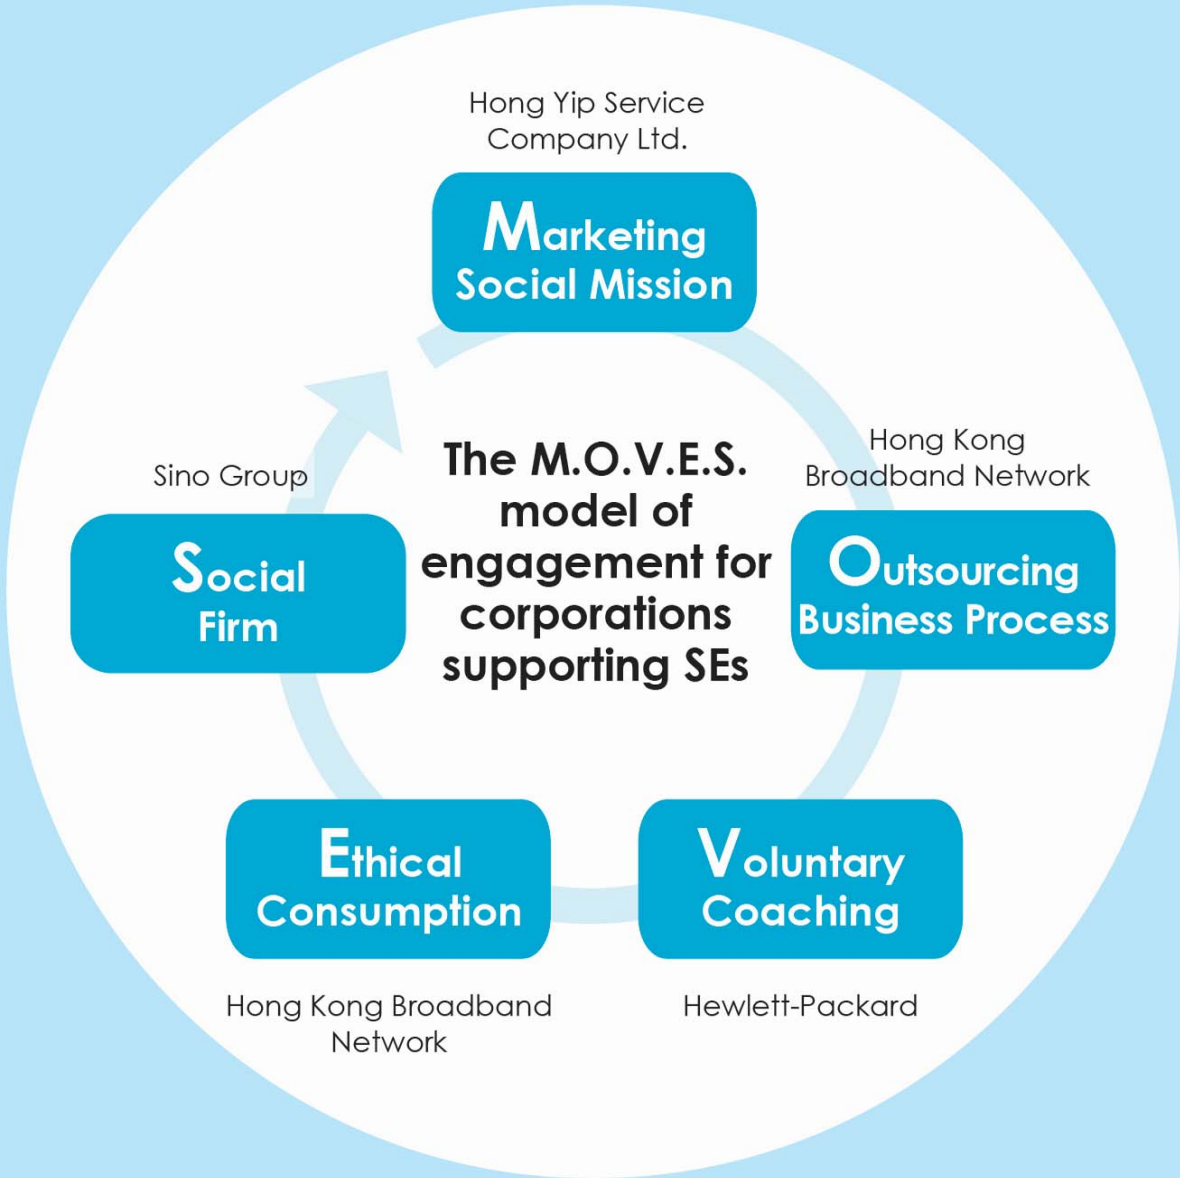 Hong Yip Service
Company Ltd.
Marketing
Social Mission
The M.O.V.E.S.
model of
engagement for
corporations
supporting SEs
Hong Kong
Broadband Network
Outsourcing
Business Process
Voluntary
Coaching
Hewlett-Packard
Ethical
Consumption
Hong Kong Broadband
Network
Sino Group
Social
Firm